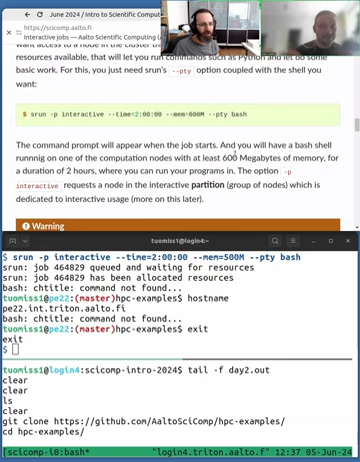 June 2024 / Intro to Scientific Comput
https://scicomp.aalto.fi
Interactive jobs — Aalto Scientific Computing (A
want access to a node in the cluster th
resources available, that will let you run commands such as Python and let do some
basic work. For this, you just need srun's --pty option coupled with the shell you
want:
$ srun -p interactive --time=2:00:00 --mem=600M --pty bash
The command prompt will appear when the job starts. And you will have a bash shell
runnnig on one of the computation nodes with at least 600 Megabytes of memory, for
a duration of 2 hours, where you can run your programs in. The option -p
interactive requests a node in the interactive partition (group of nodes) which is
dedicated to interactive usage (more on this later).
Warning
tuomiss1@login4:~
$ srun -p interactive --time=2:00:00 --mem=500M --pty bash
srun: job 464829 queued and waiting for resources
srun: job 464829 has been allocated resources
bash: chtitle: command not found...
tuomiss1@pe22:(master)hpc-examples$ hostname
pe22.int.triton.aalto.fi
bash: chtitle: command not found...
tuomiss1@pe22:(master)hpc-examples$ exit
exit
$
tuomiss1@login4:scicomp-intro-2024$ tail -f day2.out
clear
clear
ls
clear
git clone https://github.com/AaltoSciComp/hpc-examples/
cd hpc-examples/
[scicomp-i0:bash* "login4.triton.aalto.f" 12:37 05-Jun-24